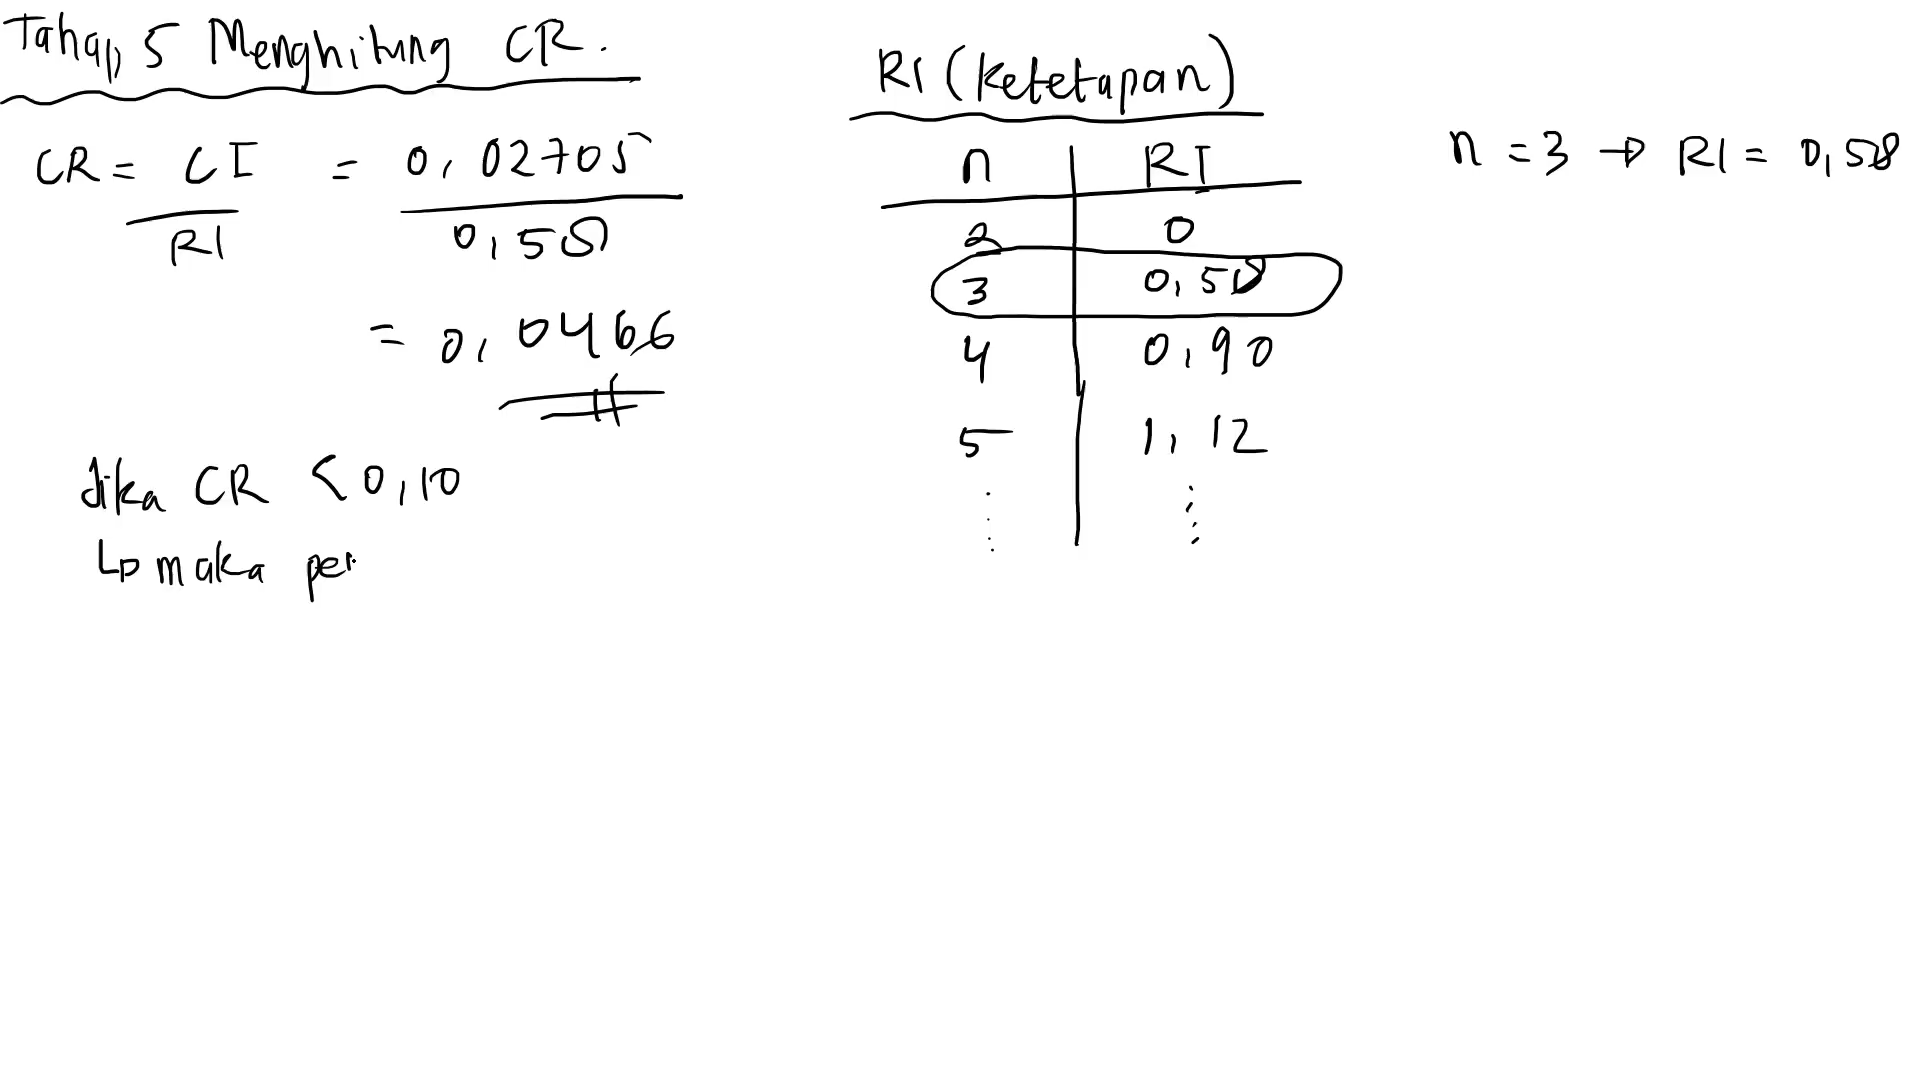 Tahap 5 Menghitung CR.
CR = CI / RI = 0,02705 / 0,58
= 0,0466
Jika CR < 0,10
↳ maka per
RI (Ketetapan)
n | RI
2 | 0
3 | 0,58
4 | 0,90
5 | 1,12
n = 3 → RI = 0,58